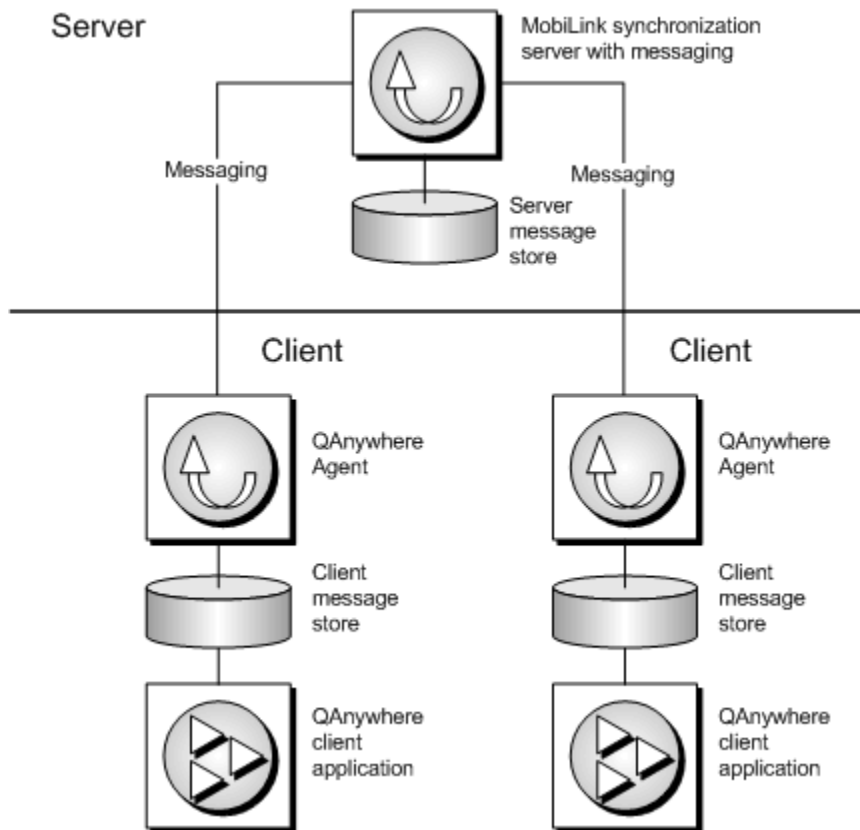 Server
MobiLink synchronization
server with messaging
Messaging
Messaging
Server
message
store
Client
Client
QAnywhere
Agent
QAnywhere
Agent
Client
message
store
Client
message
store
QAnywhere
client
application
QAnywhere
client
application